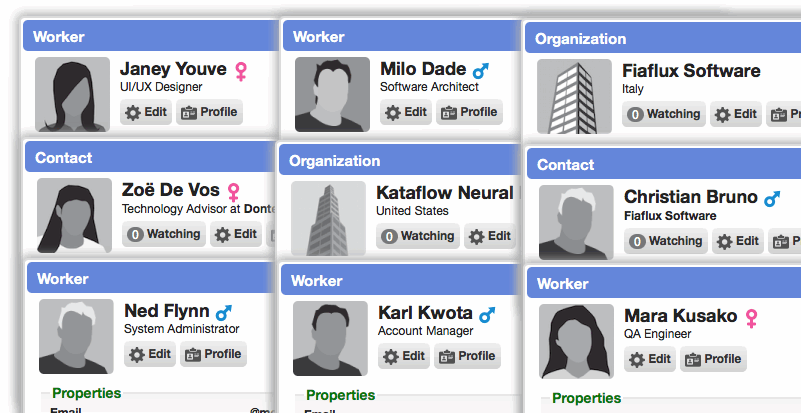 Worker
Janey Youve
UI/UX Designer
Edit Profile
Worker
Milo Dade
Software Architect
Edit Profile
Organization
Fiaflux Software
Italy
0 Watching Edit
Contact
Zoë De Vos
Technology Advisor at
0 Watching Edit
Organization
Kataflow Neural
United States
0 Watching Edit
Contact
Christian Bruno
Fiaflux Software
0 Watching Edit
Worker
Ned Flynn
System Administrator
Edit Profile
Properties
Email
Worker
Karl Kwota
Account Manager
Edit Profile
Properties
Email
Worker
Mara Kusako
QA Engineer
Edit Profile
Properties